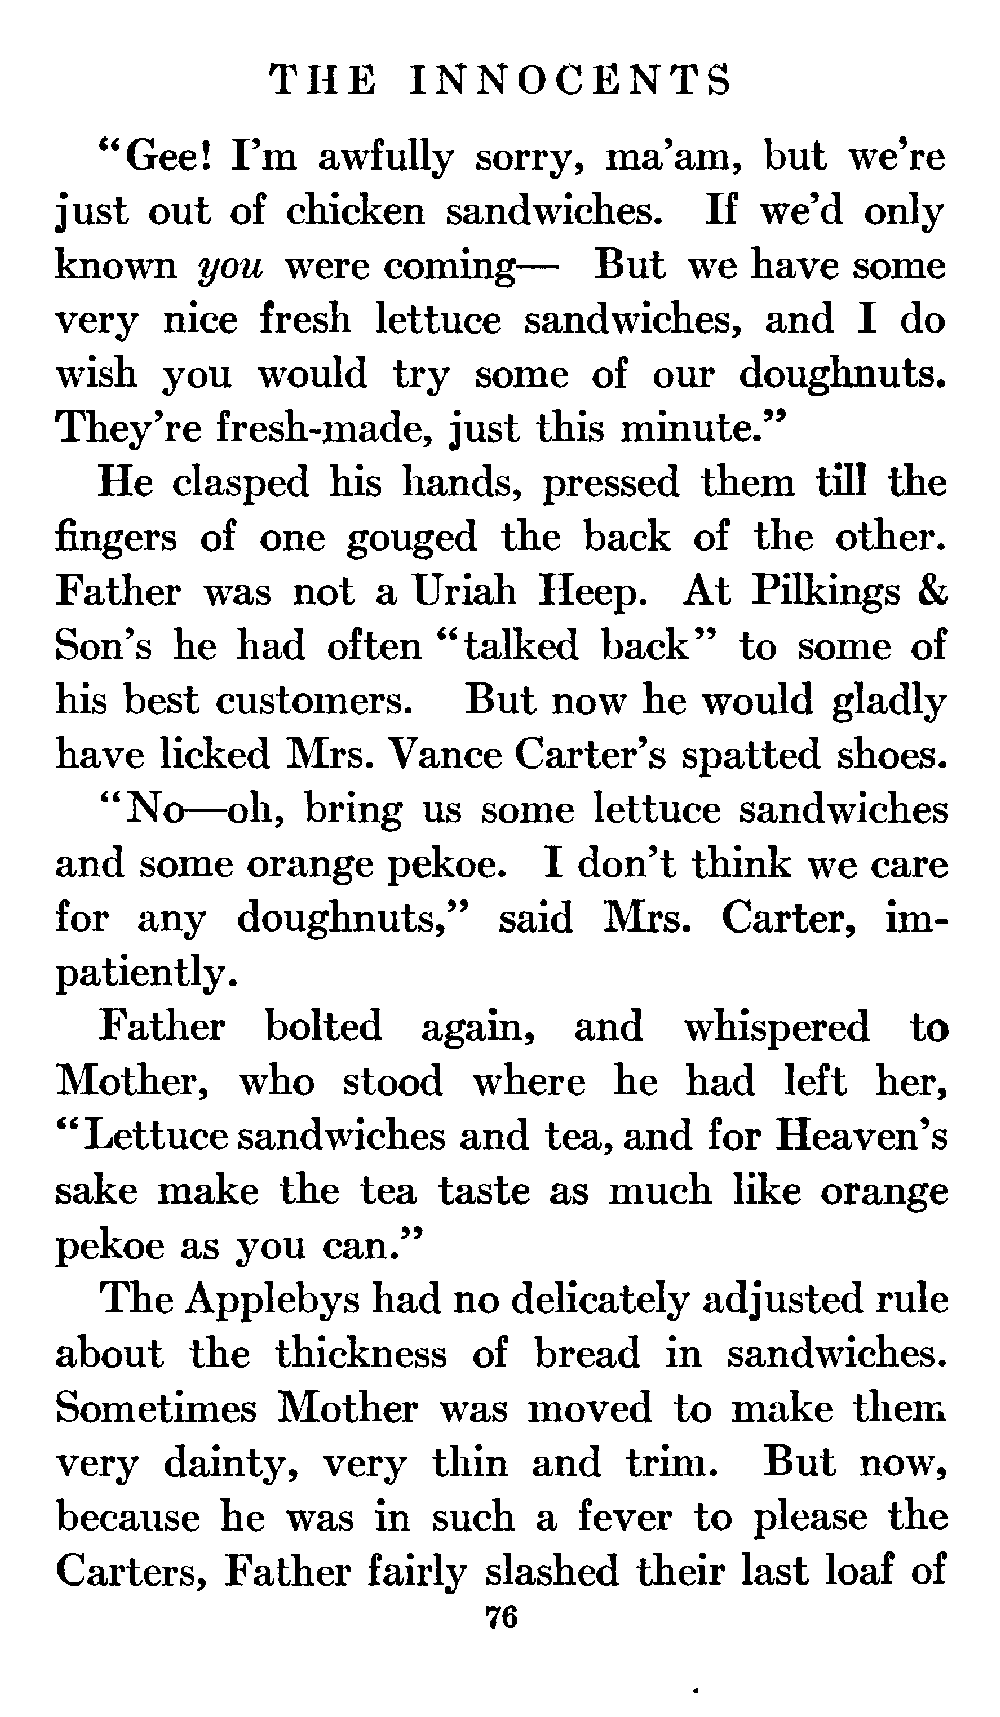 THE INNOCENTS
“Gee! I’m awfully sorry, ma’am, but we’re
just out of chicken sandwiches. If we’d only
known you were coming— But we have some
very nice fresh lettuce sandwiches, and I do
wish you would try some of our doughnuts.
They’re fresh-made, just this minute.”
He clasped his hands, pressed them till the
fingers of one gouged the back of the other.
Father was not a Uriah Heep. At Pilkings &
Son’s he had often “talked back” to some of
his best customers. But now he would gladly
have licked Mrs. Vance Carter’s spatted shoes.
“No—oh, bring us some lettuce sandwiches
and some orange pekoe. I don’t think we care
for any doughnuts,” said Mrs. Carter, im-
patiently.
Father bolted again, and whispered to
Mother, who stood where he had left her,
“Lettuce sandwiches and tea, and for Heaven’s
sake make the tea taste as much like orange
pekoe as you can.”
The Applebys had no delicately adjusted rule
about the thickness of bread in sandwiches.
Sometimes Mother was moved to make them
very dainty, very thin and trim. But now,
because he was in such a fever to please the
Carters, Father fairly slashed their last loaf of
76